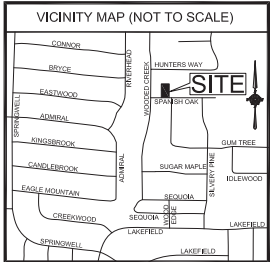 VICINITY MAP (NOT TO SCALE)
CONNOR
BRYCE
EASTWOOD
ADMIRAL
KINGSBROOK
CANDLEBROOK
EAGLE MOUNTAIN
CREEKWOOD
SPRINGWELL
SPRINGWELL
RIVERHEAD
ADMIRAL
WOODED CREEK
HUNTERS WAY
SITE
SPANISH OAK
GUM TREE
SUGAR MAPLE
IDLEWOOD
SILVERY PINE
SEQUOIA
SEQUOIA
WOOD EDGE
LAKEFIELD
LAKEFIELD
LAKEFIELD